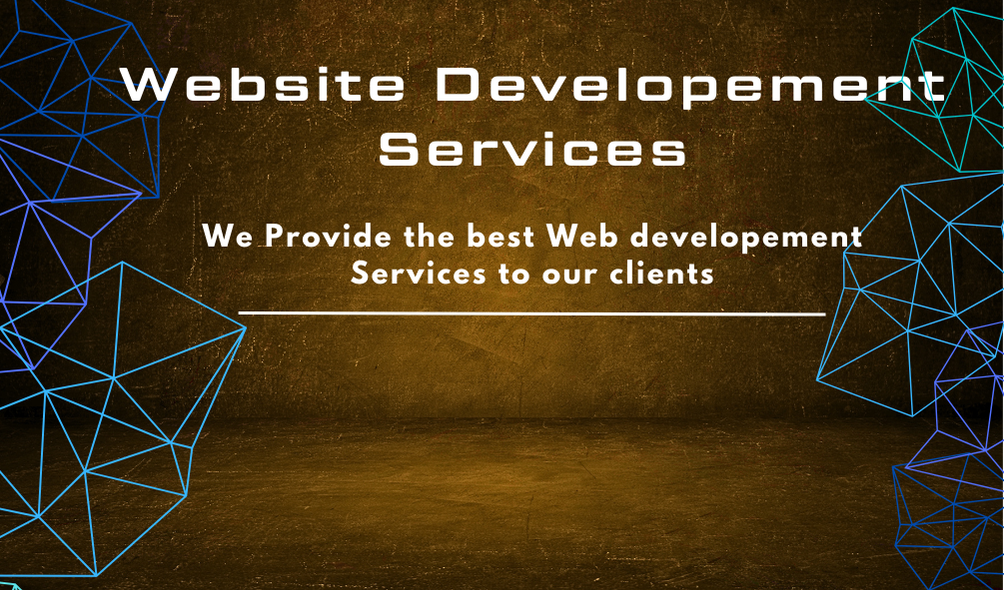 Website Developement
Services
We Provide the best Web developement
Services to our clients